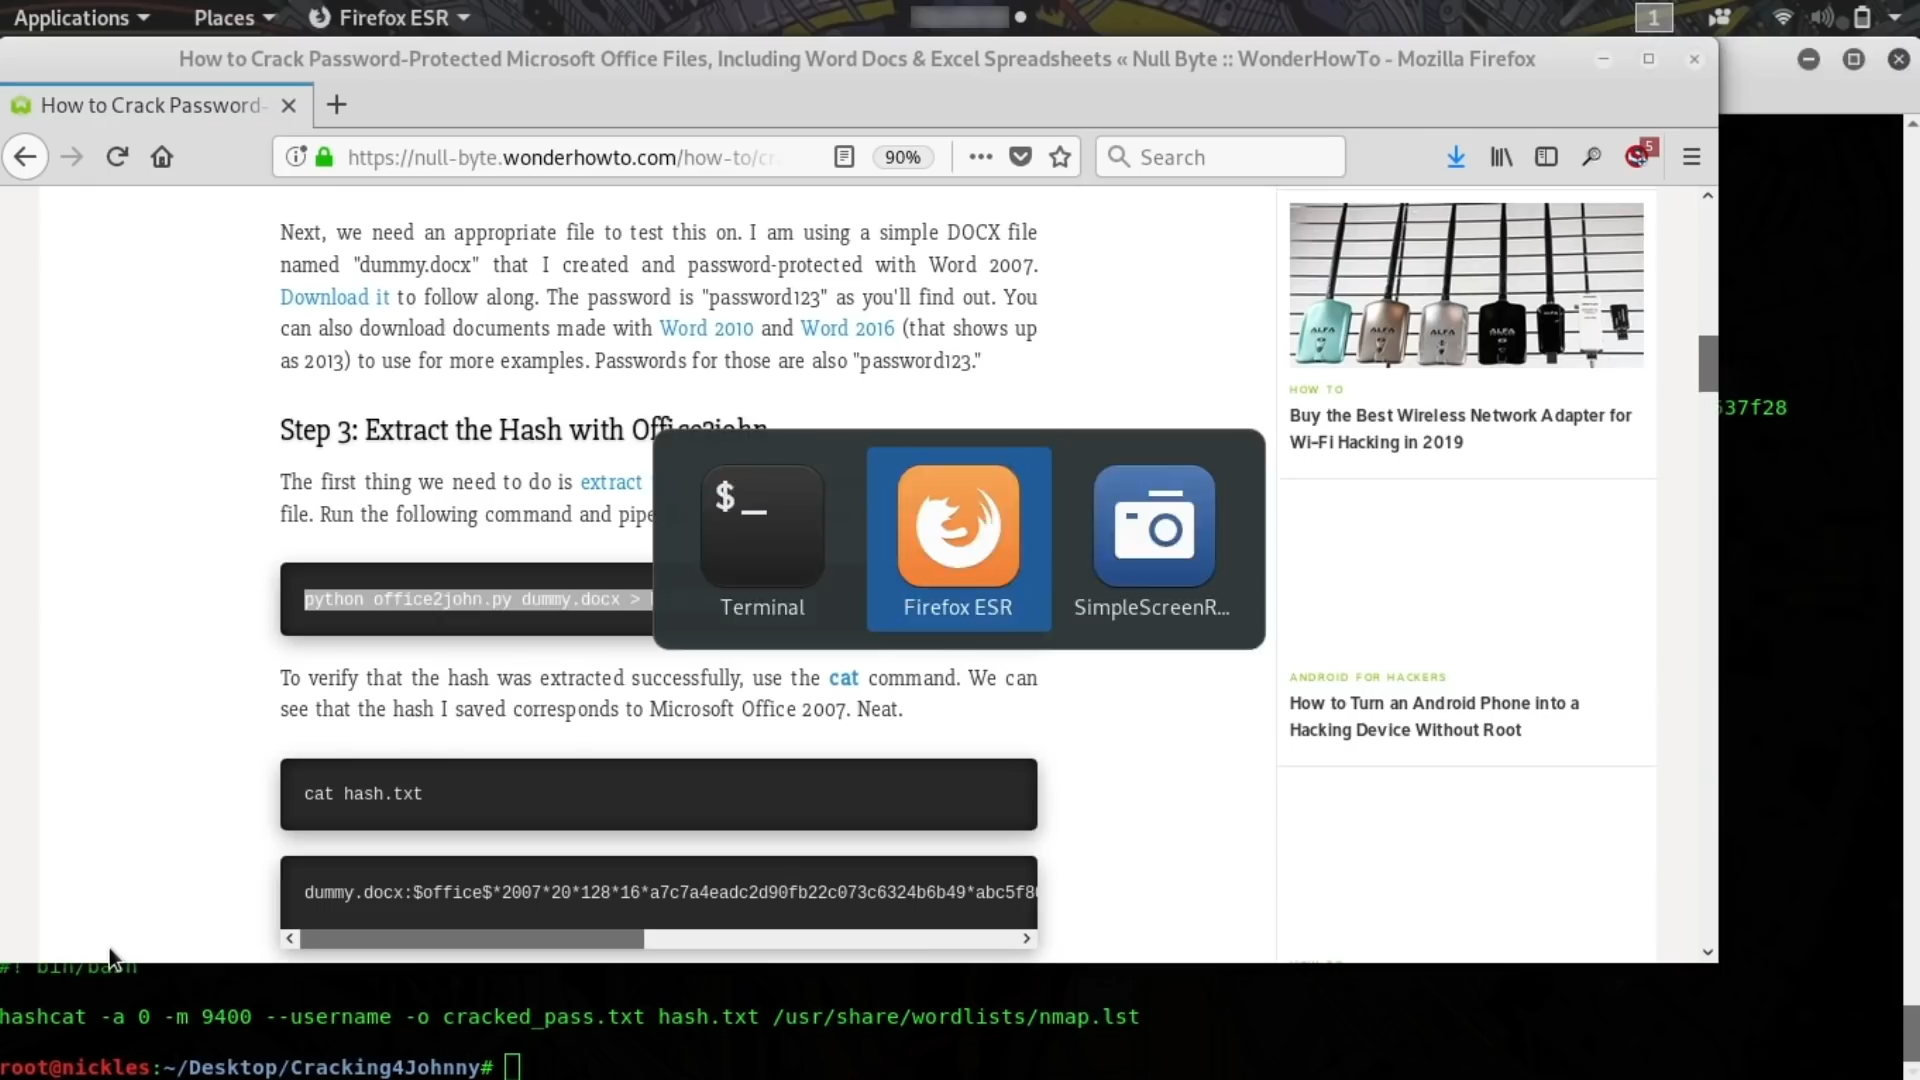 Applications Places Firefox ESR 1
How to Crack Password-Protected Microsoft Office Files, Including Word Docs & Excel Spreadsheets « Null Byte :: WonderHowTo - Mozilla Firefox
How to Crack Password-
https://null-byte.wonderhowto.com/how-to/cr 90% Search 5
Next, we need an appropriate file to test this on. I am using a simple DOCX file
named "dummy.docx" that I created and password-protected with Word 2007.
Download it to follow along. The password is "password123" as you'll find out. You
can also download documents made with Word 2010 and Word 2016 (that shows up
as 2013) to use for more examples. Passwords for those are also "password123."
Step 3: Extract the Hash with Office2john
The first thing we need to do is extract
file. Run the following command and pipe
python office2john.py dummy.docx >
To verify that the hash was extracted successfully, use the cat command. We can
see that the hash I saved corresponds to Microsoft Office 2007. Neat.
cat hash.txt
dummy.docx:$office$*2007*20*128*16*a7c7a4eadc2d90fb22c073c6324b6b49*abc5f8
ALFA ALFA ALFA ALFA
HOW TO
Buy the Best Wireless Network Adapter for
Wi-Fi Hacking in 2019
ANDROID FOR HACKERS
How to Turn an Android Phone into a
Hacking Device Without Root
$_
Terminal Firefox ESR SimpleScreenR...
537f28
#! bin/bash
hashcat -a 0 -m 9400 --username -o cracked_pass.txt hash.txt /usr/share/wordlists/nmap.lst
root@nickles:~/Desktop/Cracking4Johnny#